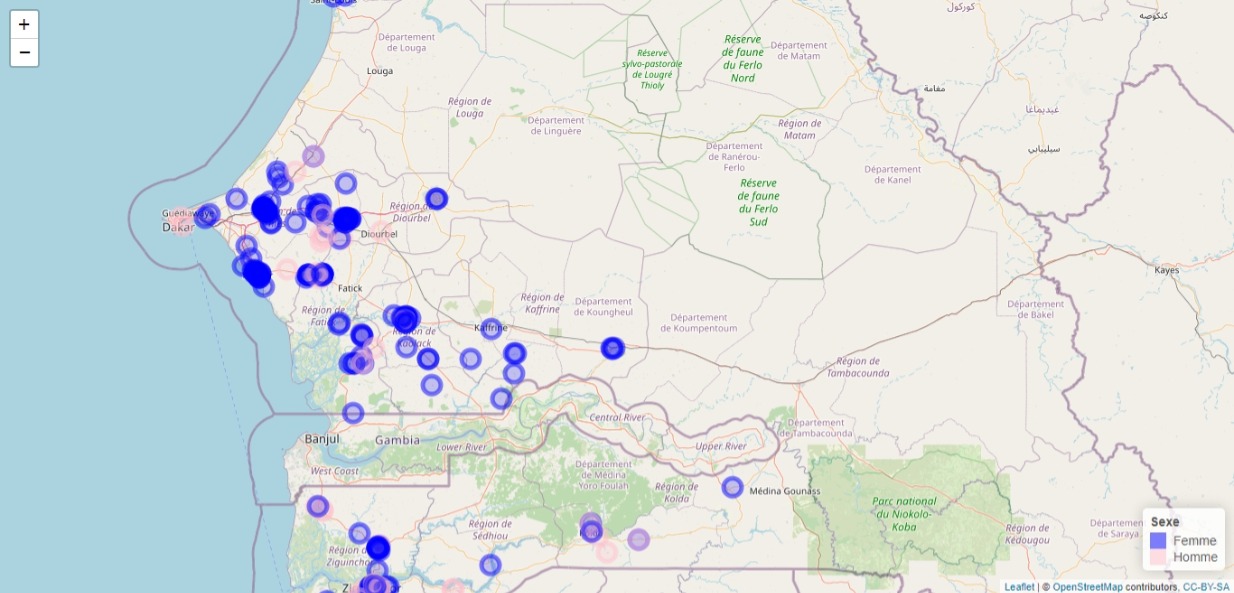 +
−
Département
de Louga
Louga
Région de
Louga
Département
de Linguère
Réserve
sylvo-pastorale
de Lougré
Thioly
Réserve
de faune
du Ferlo
Nord
Département
de Matam
Région de
Matam
Département
de Ranérou-
Ferlo
Réserve
de faune
du Ferlo
Sud
Département
de Kanel
كوركول
كنكوصه
مقامة
غيديماغا
سيليبابي
Guédiawaye
Dakar
Région de
Diourbel
Diourbel
Fatick
Région de
Kaolack
Région de
Kaffrine
Kaffrine
Département
de Koungheul
Département
de Koumpentoum
Région de
Tambacounda
Département
de Bakel
Kayes
Banjul
Gambia
West Coast
Lower River
Central River
Upper River
Département
de Tambacounda
Département
de Médina
Yoro Foulah
Région de
Kolda
Médina Gounass
Parc national
du Niokolo-
Koba
Région de
Sédhiou
Région de
Kédougou
Département
de Saraya
Sexe
Femme
Homme
Leaflet | © OpenStreetMap contributors, CC-BY-SA